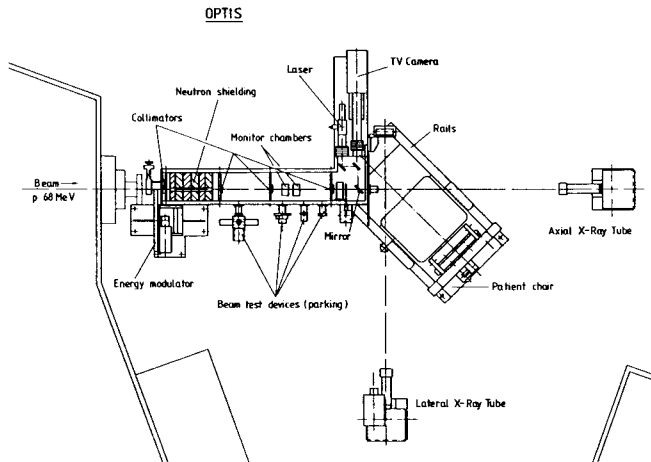 OPTIS
TV Camera
Laser
Neutron shielding
Rails
Collimators
Monitor chambers
Beam
p 68 MeV
Axial X-Ray Tube
Mirror
Energy modulator
Beam test devices (parking)
Patient chair
Lateral X-Ray Tube